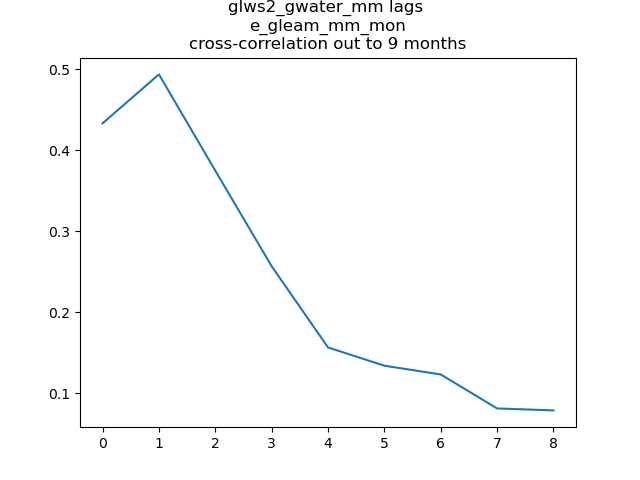 glws2_gwater_mm lags
e_gleam_mm_mon
cross-correlation out to 9 months
0.5
0.4
0.3
0.2
0.1
0 1 2 3 4 5 6 7 8